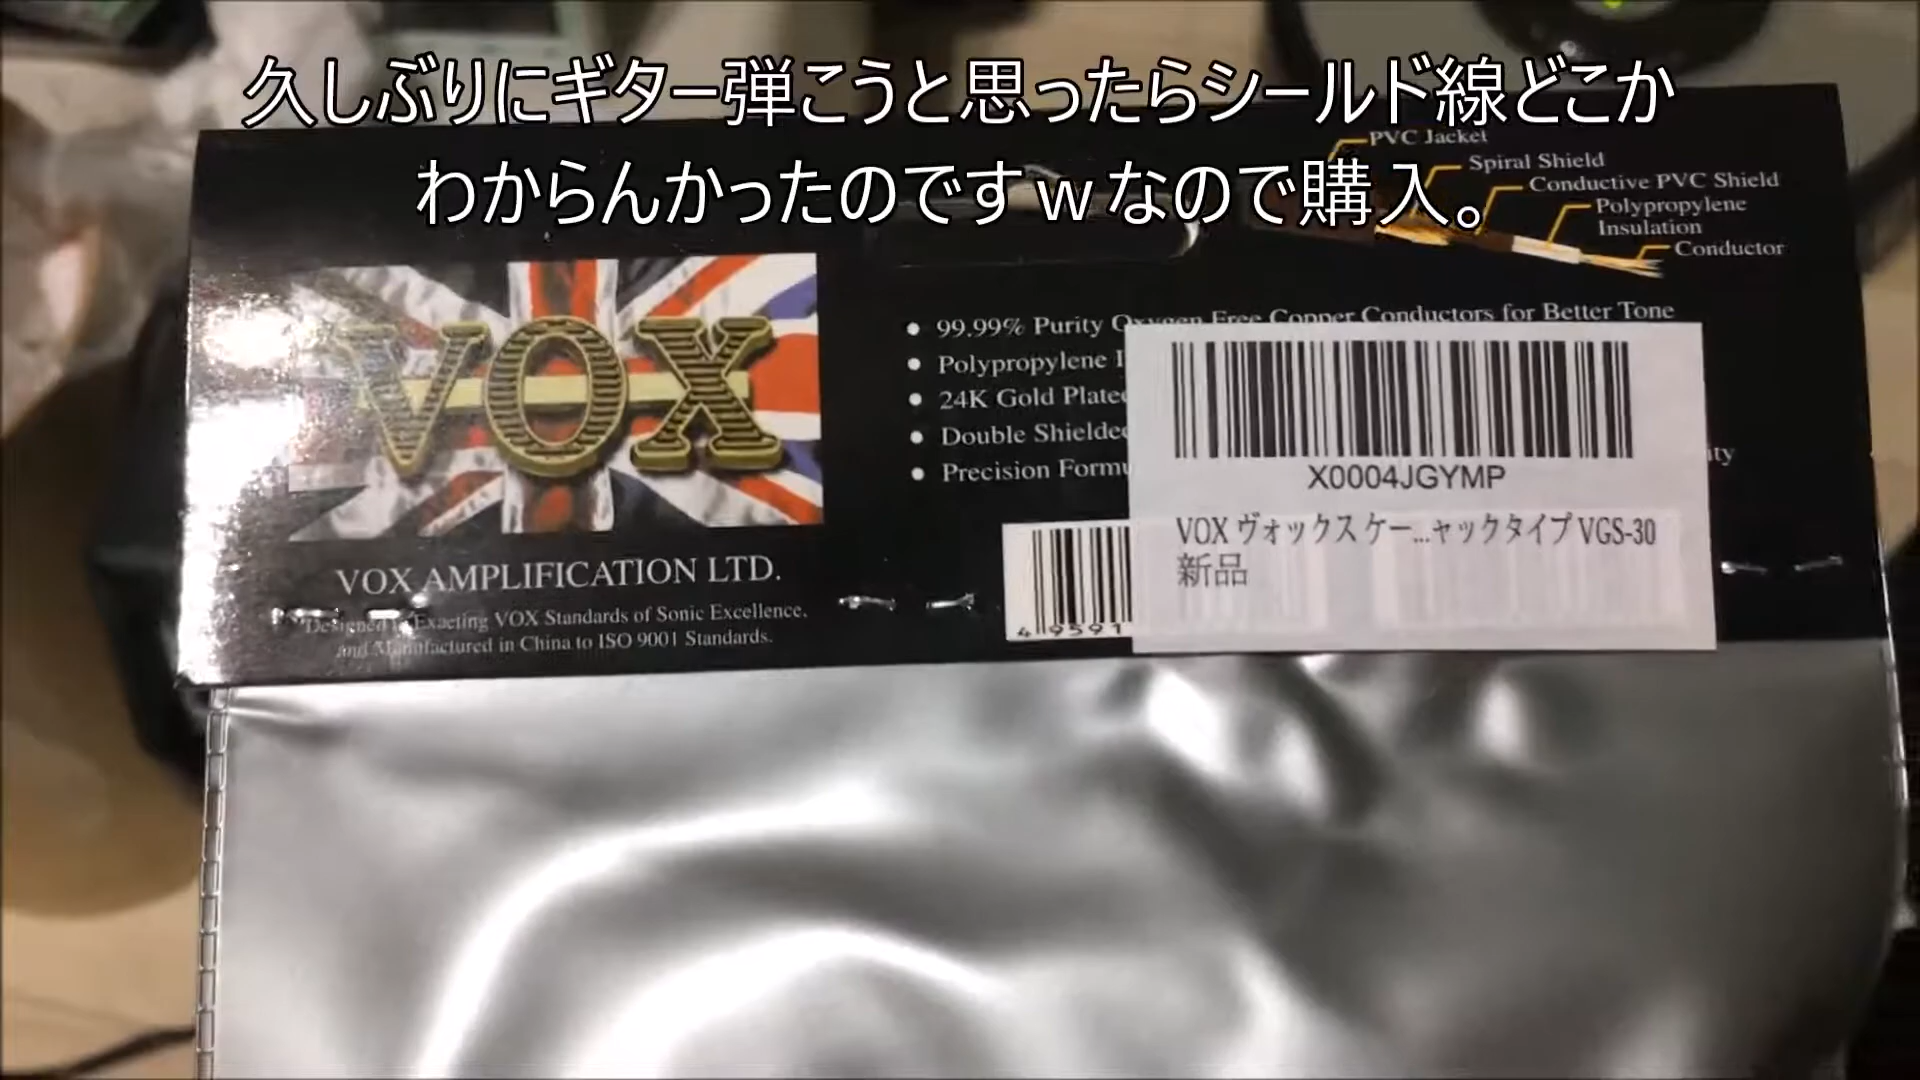 久しぶりにギター弾こうと思ったらシールド線どこか
わからんかったのですｗなので購入。
PVC Jacket
Spiral Shield
Conductive PVC Shield
Polypropylene
Insulation
Conductor
VOX
99.99% Purity Oxygen Free Copper Conductors for Better Tone
Polypropylene
24K Gold Plated
Double Shielded
Precision
X0004JGYMP
VOX ヴォックス ケー...ャックタイプ VGS-30
新品
VOX AMPLIFICATION LTD.
Designed to Exacting VOX Standards of Sonic Excellence.
and Manufactured in China to ISO 9001 Standards.
4 9591